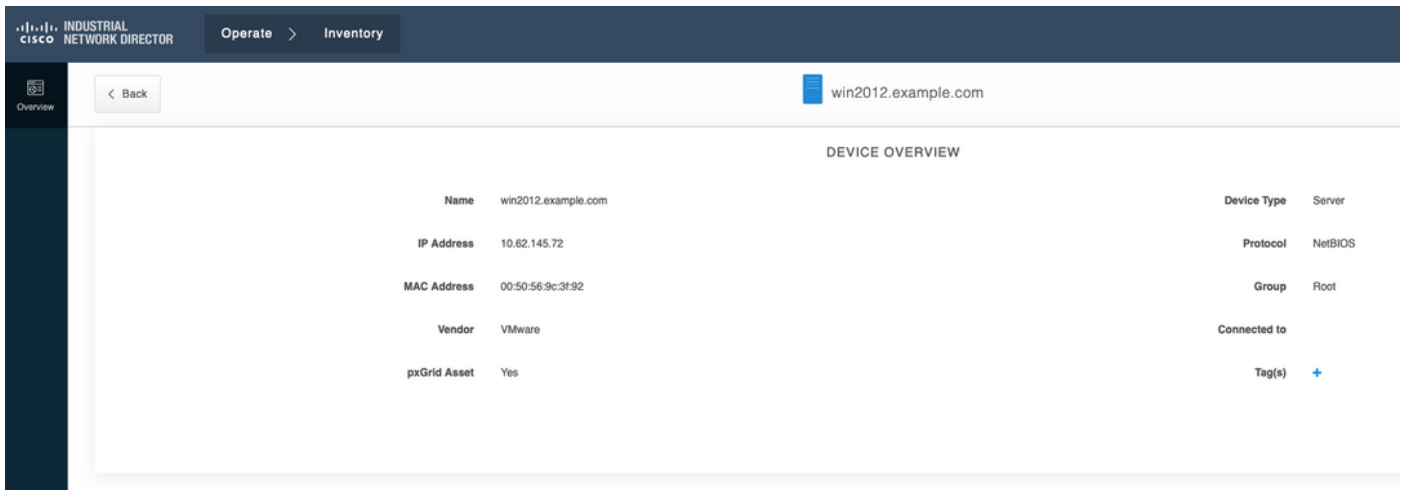 INDUSTRIAL
CISCO NETWORK DIRECTOR
Operate > Inventory
Overview
< Back
win2012.example.com
DEVICE OVERVIEW
Name win2012.example.com
Device Type Server
IP Address 10.62.145.72
Protocol NetBIOS
MAC Address 00:50:56:9c:3f:92
Group Root
Vendor VMware
Connected to
pxGrid Asset Yes
Tag(s) +